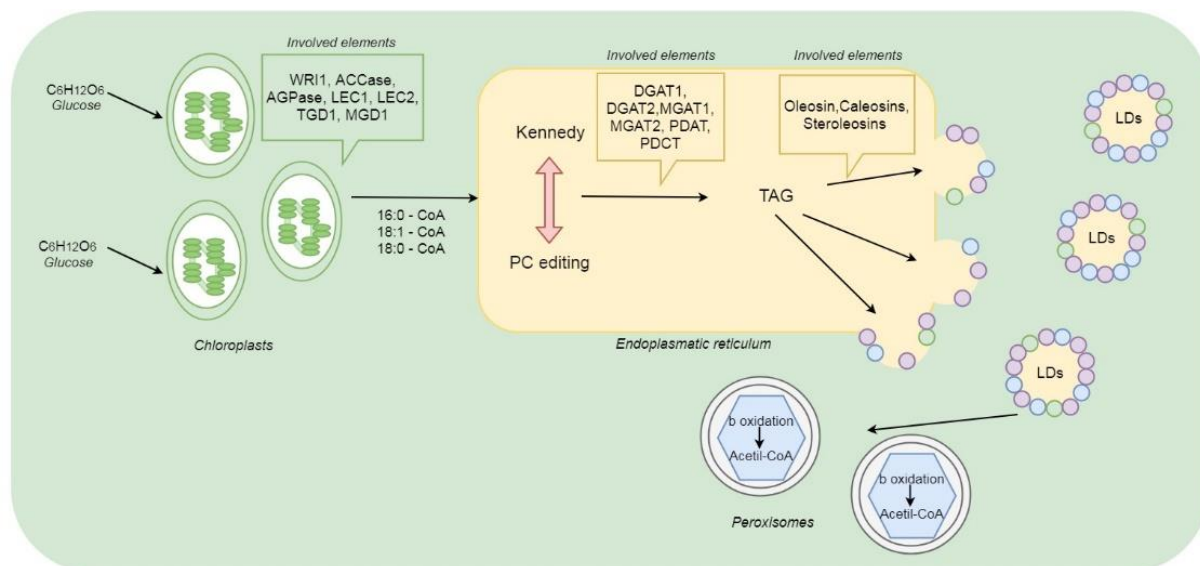 Involved elements
WRI1, ACCase,
AGPase, LEC1, LEC2,
TGD1, MGD1
C6H12O6
Glucose
C6H12O6
Glucose
Chloroplasts
16:0 - CoA
18:1 - CoA
18:0 - CoA
Kennedy
PC editing
Involved elements
DGAT1,
DGAT2,MGAT1,
MGAT2, PDAT,
PDCT
TAG
Involved elements
Oleosin,Caleosins,
Steroleosins
Endoplasmatic reticulum
LDs
LDs
LDs
b oxidation
Acetil-CoA
b oxidation
Acetil-CoA
Peroxisomes